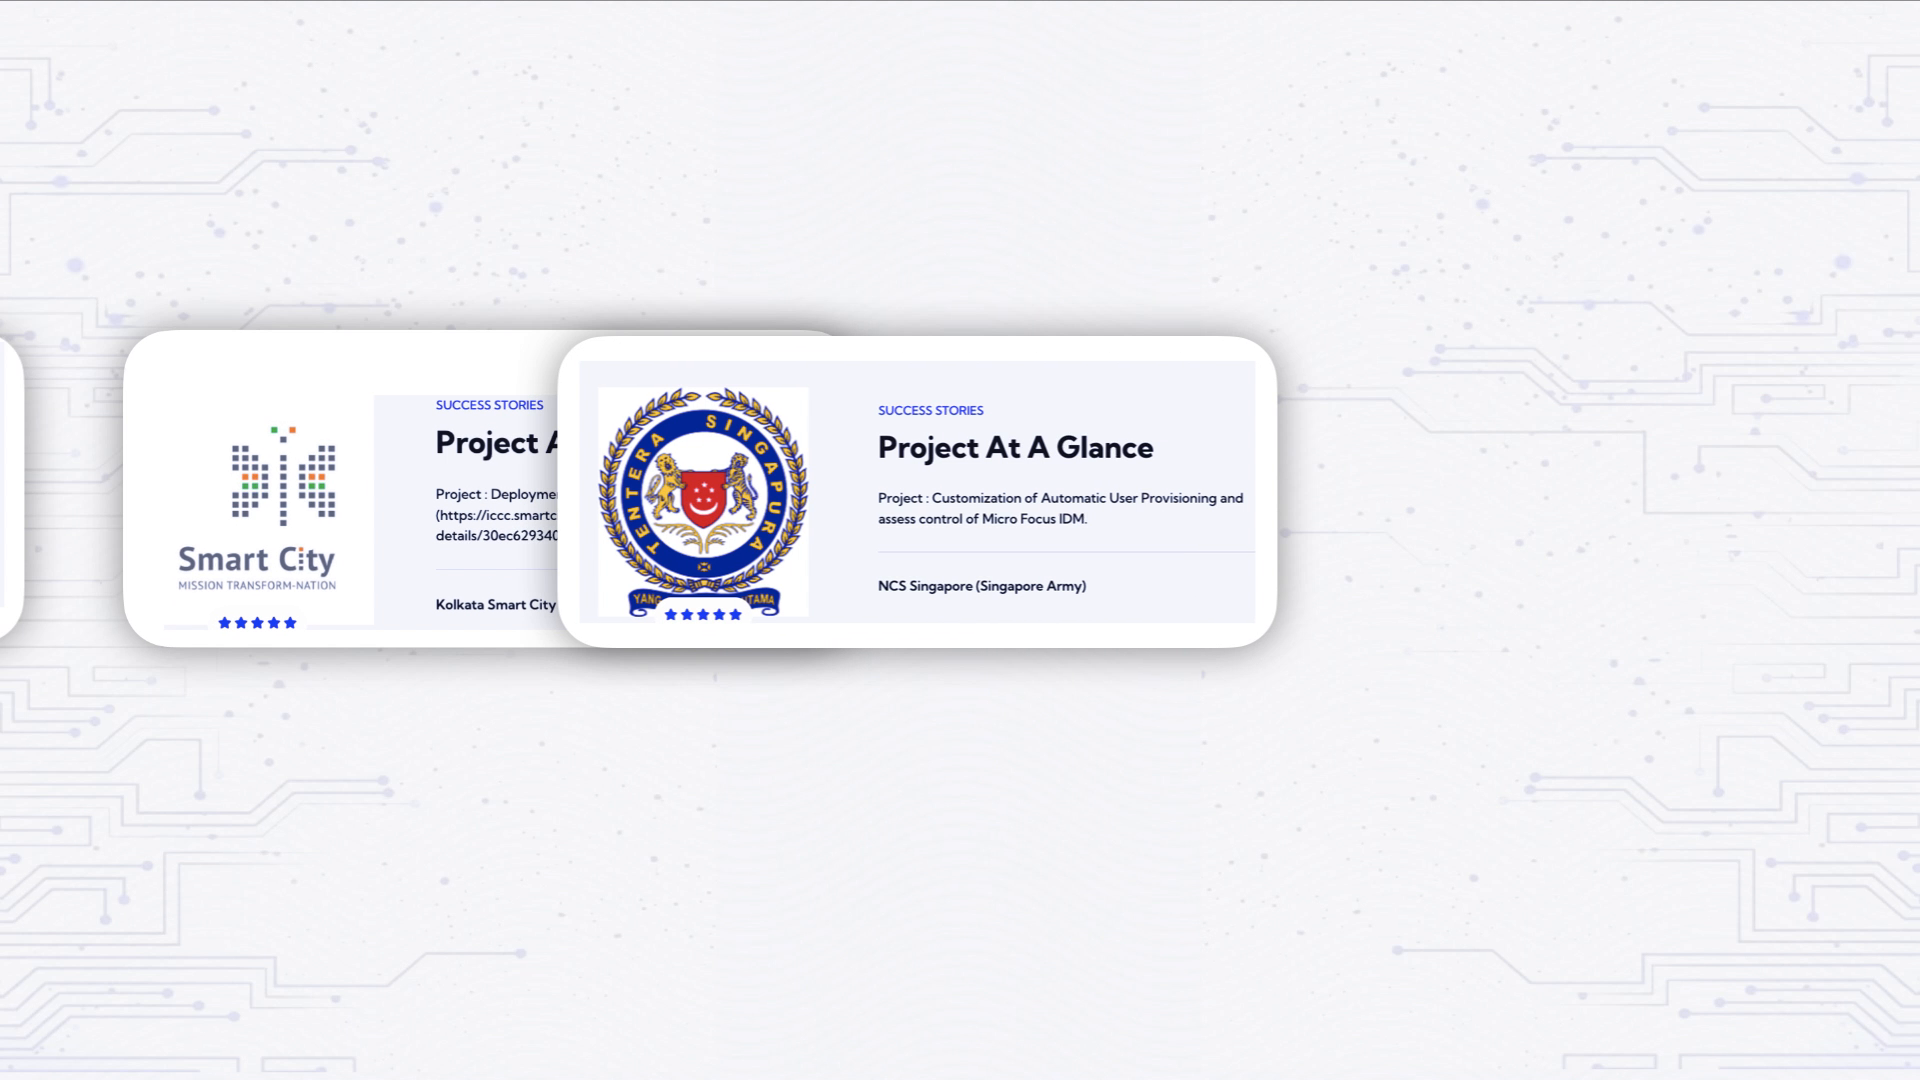 Smart City
MISSION TRANSFORM-NATION
SUCCESS STORIES
Project
Project :
(https://iccc.smartc
details/30ec629340
Kolkata Smart City
TENTERA SINGAPURA
YANG
TAMA
SUCCESS STORIES
Project At A Glance
Project : Customization of Automatic User Provisioning and
assess control of Micro Focus IDM.
NCS Singapore (Singapore Army)